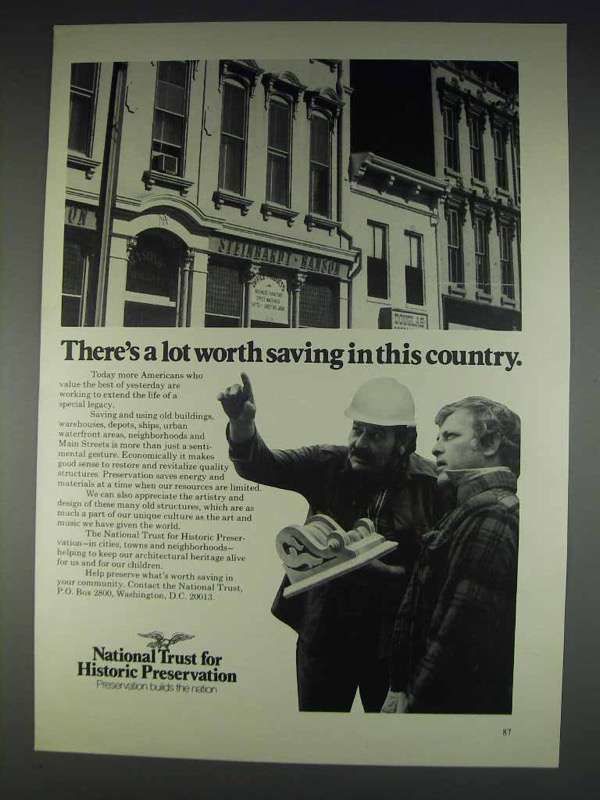 STEINHARDT-HANSON
DOUGLAS
There's a lot worth saving in this country.
Today more Americans who
value the best of yesterday are
working to extend the life of a
special legacy.
Saving and using old buildings,
warehouses, depots, ships, urban
waterfront areas, neighborhoods and
Main Streets is more than just a senti-
mental gesture. Economically it makes
good sense to restore and revitalize quality
structures. Preservation saves energy and
materials at a time when our resources are limited.
We can also appreciate the artistry and
design of these many old structures, which are as
much a part of our unique culture as the art and
music we have given the world.
The National Trust for Historic Preser-
vation—in cities, towns and neighborhoods—
helping to keep our architectural heritage alive
for us and for our children.
Help preserve what's worth saving in
your community. Contact the National Trust,
P.O. Box 2800, Washington, D.C. 20013.
National Trust for
Historic Preservation
Preservation builds the nation
87